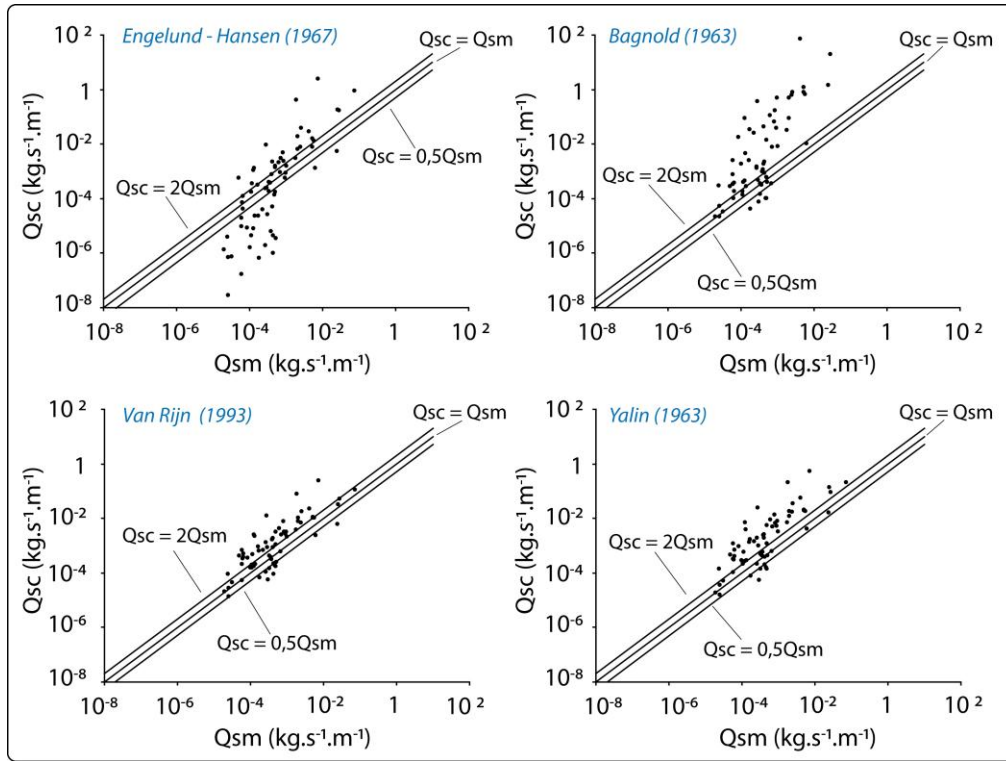 Engelund - Hansen (1967)
Qsc = Qsm
Qsc = 0,5Qsm
Qsc = 2Qsm
Qsc (kg.s⁻¹.m⁻¹)
10 ²
1
10⁻²
10⁻⁴
10⁻⁶
10⁻⁸
10⁻⁸ 10⁻⁶ 10⁻⁴ 10⁻² 1 10 ²
Qsm (kg.s⁻¹.m⁻¹)
Bagnold (1963)
Qsc = Qsm
Qsc = 2Qsm
Qsc = 0,5Qsm
Qsc (kg.s⁻¹.m⁻¹)
10 ²
1
10⁻²
10⁻⁴
10⁻⁶
10⁻⁸
10⁻⁸ 10⁻⁶ 10⁻⁴ 10⁻² 1 10 ²
Qsm (kg.s⁻¹.m⁻¹)
Van Rijn (1993)
Qsc = Qsm
Qsc = 2Qsm
Qsc = 0,5Qsm
Qsc (kg.s⁻¹.m⁻¹)
10 ²
1
10⁻²
10⁻⁴
10⁻⁶
10⁻⁸
10⁻⁸ 10⁻⁶ 10⁻⁴ 10⁻² 1 10 ²
Qsm (kg.s⁻¹.m⁻¹)
Yalin (1963)
Qsc = Qsm
Qsc = 2Qsm
Qsc = 0,5Qsm
Qsc (kg.s⁻¹.m⁻¹)
10 ²
1
10⁻²
10⁻⁴
10⁻⁶
10⁻⁸
10⁻⁸ 10⁻⁶ 10⁻⁴ 10⁻² 1 10 ²
Qsm (kg.s⁻¹.m⁻¹)